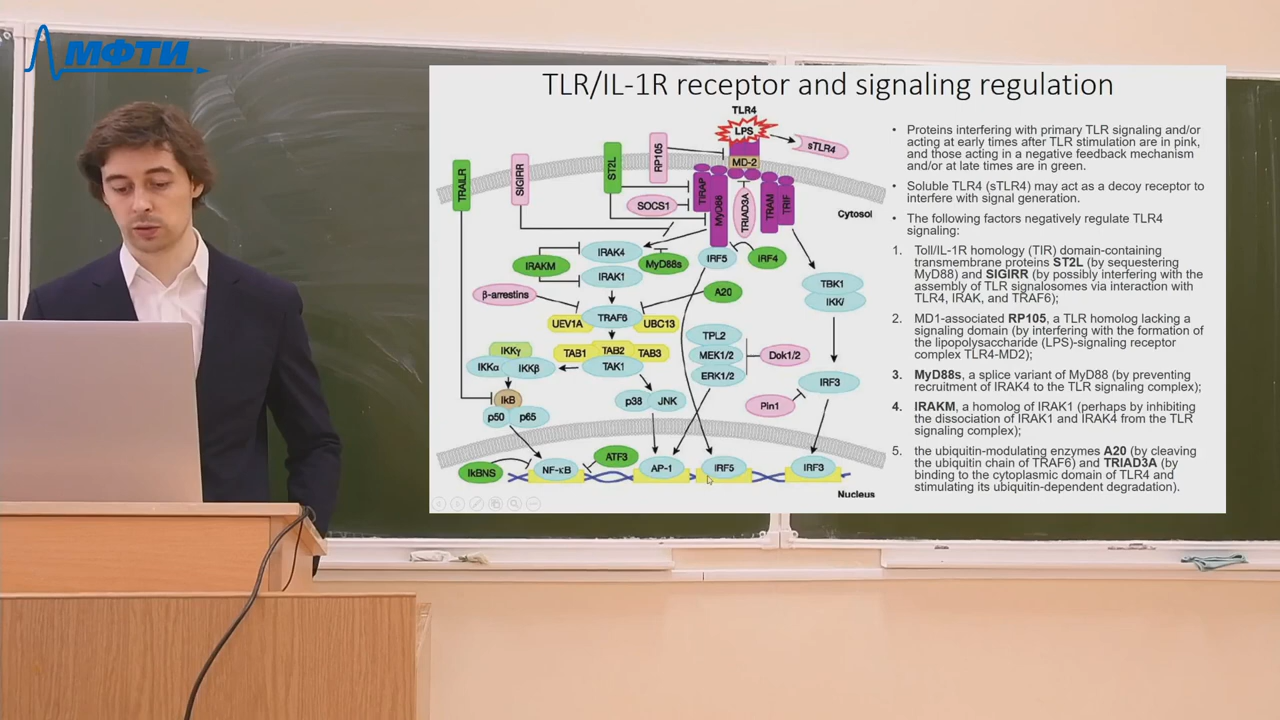 МФТИ
TLR/IL-1R receptor and signaling regulation
TLR4
LPS
sTLR4
MD-2
TRAILR
SIGIRR
ST2L
RP105
SOCS1
TIRAP
MyD88
TRIAD3A
TRAM
TRIF
Cytosol
IRAKM
IRAK4
MyD88s
IRF5
IRF4
IRAK1
β-arrestins
A20
TBK1
IKKi
UEV1A
TRAF6
UBC13
TPL2
MEK1/2
Dok1/2
ERK1/2
IKKγ
TAB1
TAB2
TAB3
IKKα
IKKβ
TAK1
IRF3
IkB
p38
JNK
Pin1
p50
p65
IkBNS
NF-κB
ATF3
AP-1
IRF5
IRF3
Nucleus
• Proteins interfering with primary TLR signaling and/or
acting at early times after TLR stimulation are in pink,
and those acting in a negative feedback mechanism
and/or at late times are in green.
• Soluble TLR4 (sTLR4) may act as a decoy receptor to
interfere with signal generation.
• The following factors negatively regulate TLR4
signaling:
1. Toll/IL-1R homology (TIR) domain-containing
transmembrane proteins ST2L (by sequestering
MyD88) and SIGIRR (by possibly interfering with the
assembly of TLR signalosomes via interaction with
TLR4, IRAK, and TRAF6);
2. MD1-associated RP105, a TLR homolog lacking a
signaling domain (by interfering with the formation of
the lipopolysaccharide (LPS)-signaling receptor
complex TLR4-MD2);
3. MyD88s, a splice variant of MyD88 (by preventing
recruitment of IRAK4 to the TLR signaling complex);
4. IRAKM, a homolog of IRAK1 (perhaps by inhibiting
the dissociation of IRAK1 and IRAK4 from the TLR
signaling complex);
5. the ubiquitin-modulating enzymes A20 (by cleaving
the ubiquitin chain of TRAF6) and TRIAD3A (by
binding to the cytoplasmic domain of TLR4 and
stimulating its ubiquitin-dependent degradation).